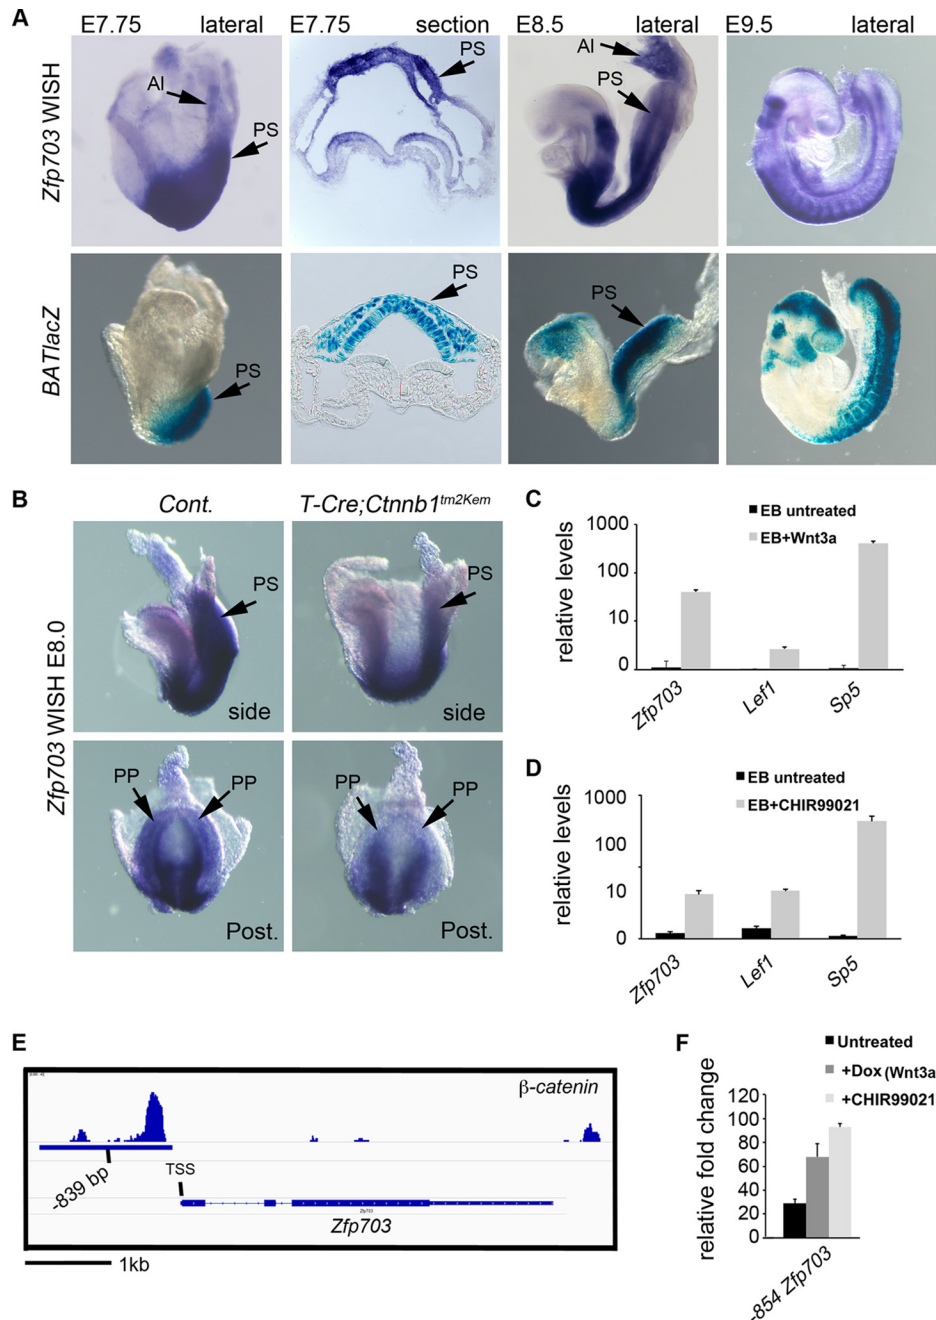 A
E7.75 lateral E7.75 section E8.5 lateral E9.5 lateral
Zfp703 WISH
Al PS
PS
Al PS
BATlacZ
PS
PS
PS
B
Cont. T-Cre;Ctnnb1tm2Kem
Zfp703 WISH E8.0
PS
side
PS
side
PP PP
Post.
PP PP
Post.
C
EB untreated
EB+Wnt3a
relative levels
1000
100
10
0
Zfp703 Lef1 Sp5
D
EB untreated
EB+CHIR99021
relative levels
1000
100
10
0
Zfp703 Lef1 Sp5
E
β-catenin
-839 bp
TSS
Zfp703
Zfp703
1kb
F
Untreated
+Dox (Wnt3a
+CHIR99021
relative fold change
120
100
80
60
40
20
0
-854 Zfp703